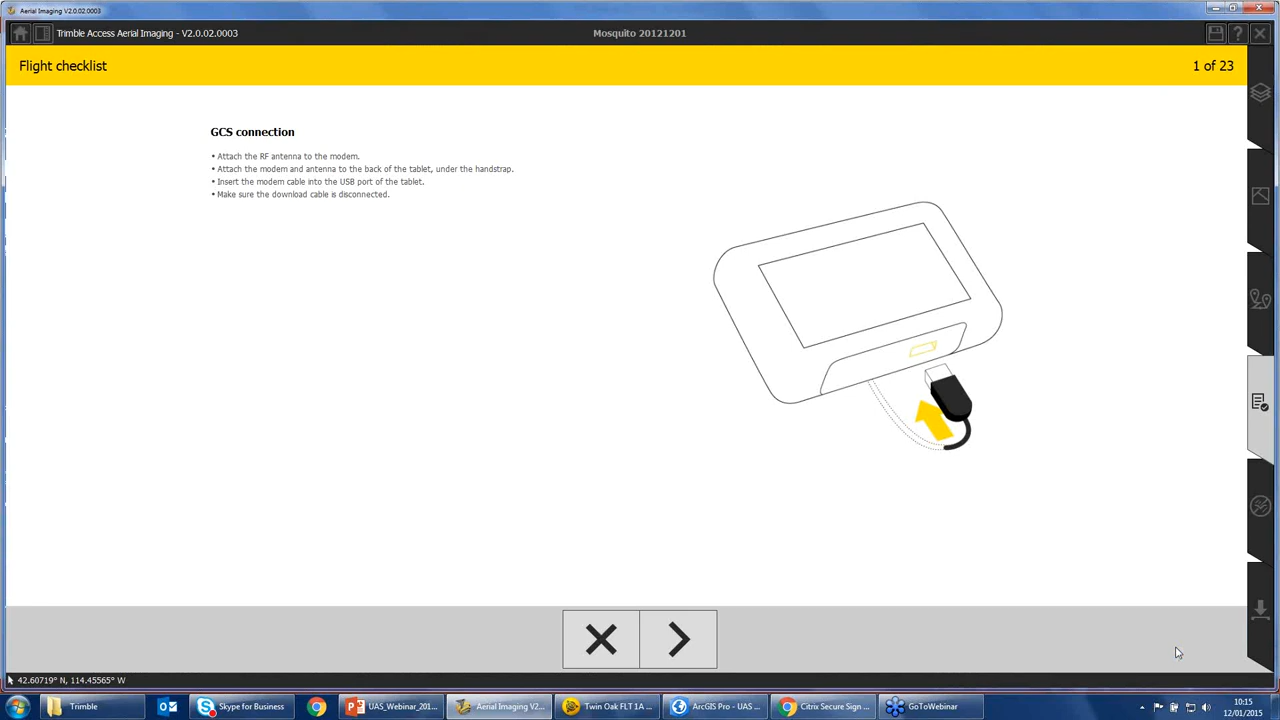 Aerial Imaging V2.0.02.0003
Trimble Access Aerial Imaging - V2.0.02.0003
Mosquito 20121201
Flight checklist
1 of 23
GCS connection
• Attach the RF antenna to the modem.
• Attach the modem and antenna to the back of the tablet, under the handstrap.
• Insert the modem cable into the USB port of the tablet.
• Make sure the download cable is disconnected.
42.60719° N, 114.45565° W
Trimble
Skype for Business
UAS_Webinar_201...
Aerial Imaging V2...
Twin Oak FLT 1A ...
ArcGIS Pro - UAS ...
Citrix Secure Sign ...
GoToWebinar
10:15
12/01/2015